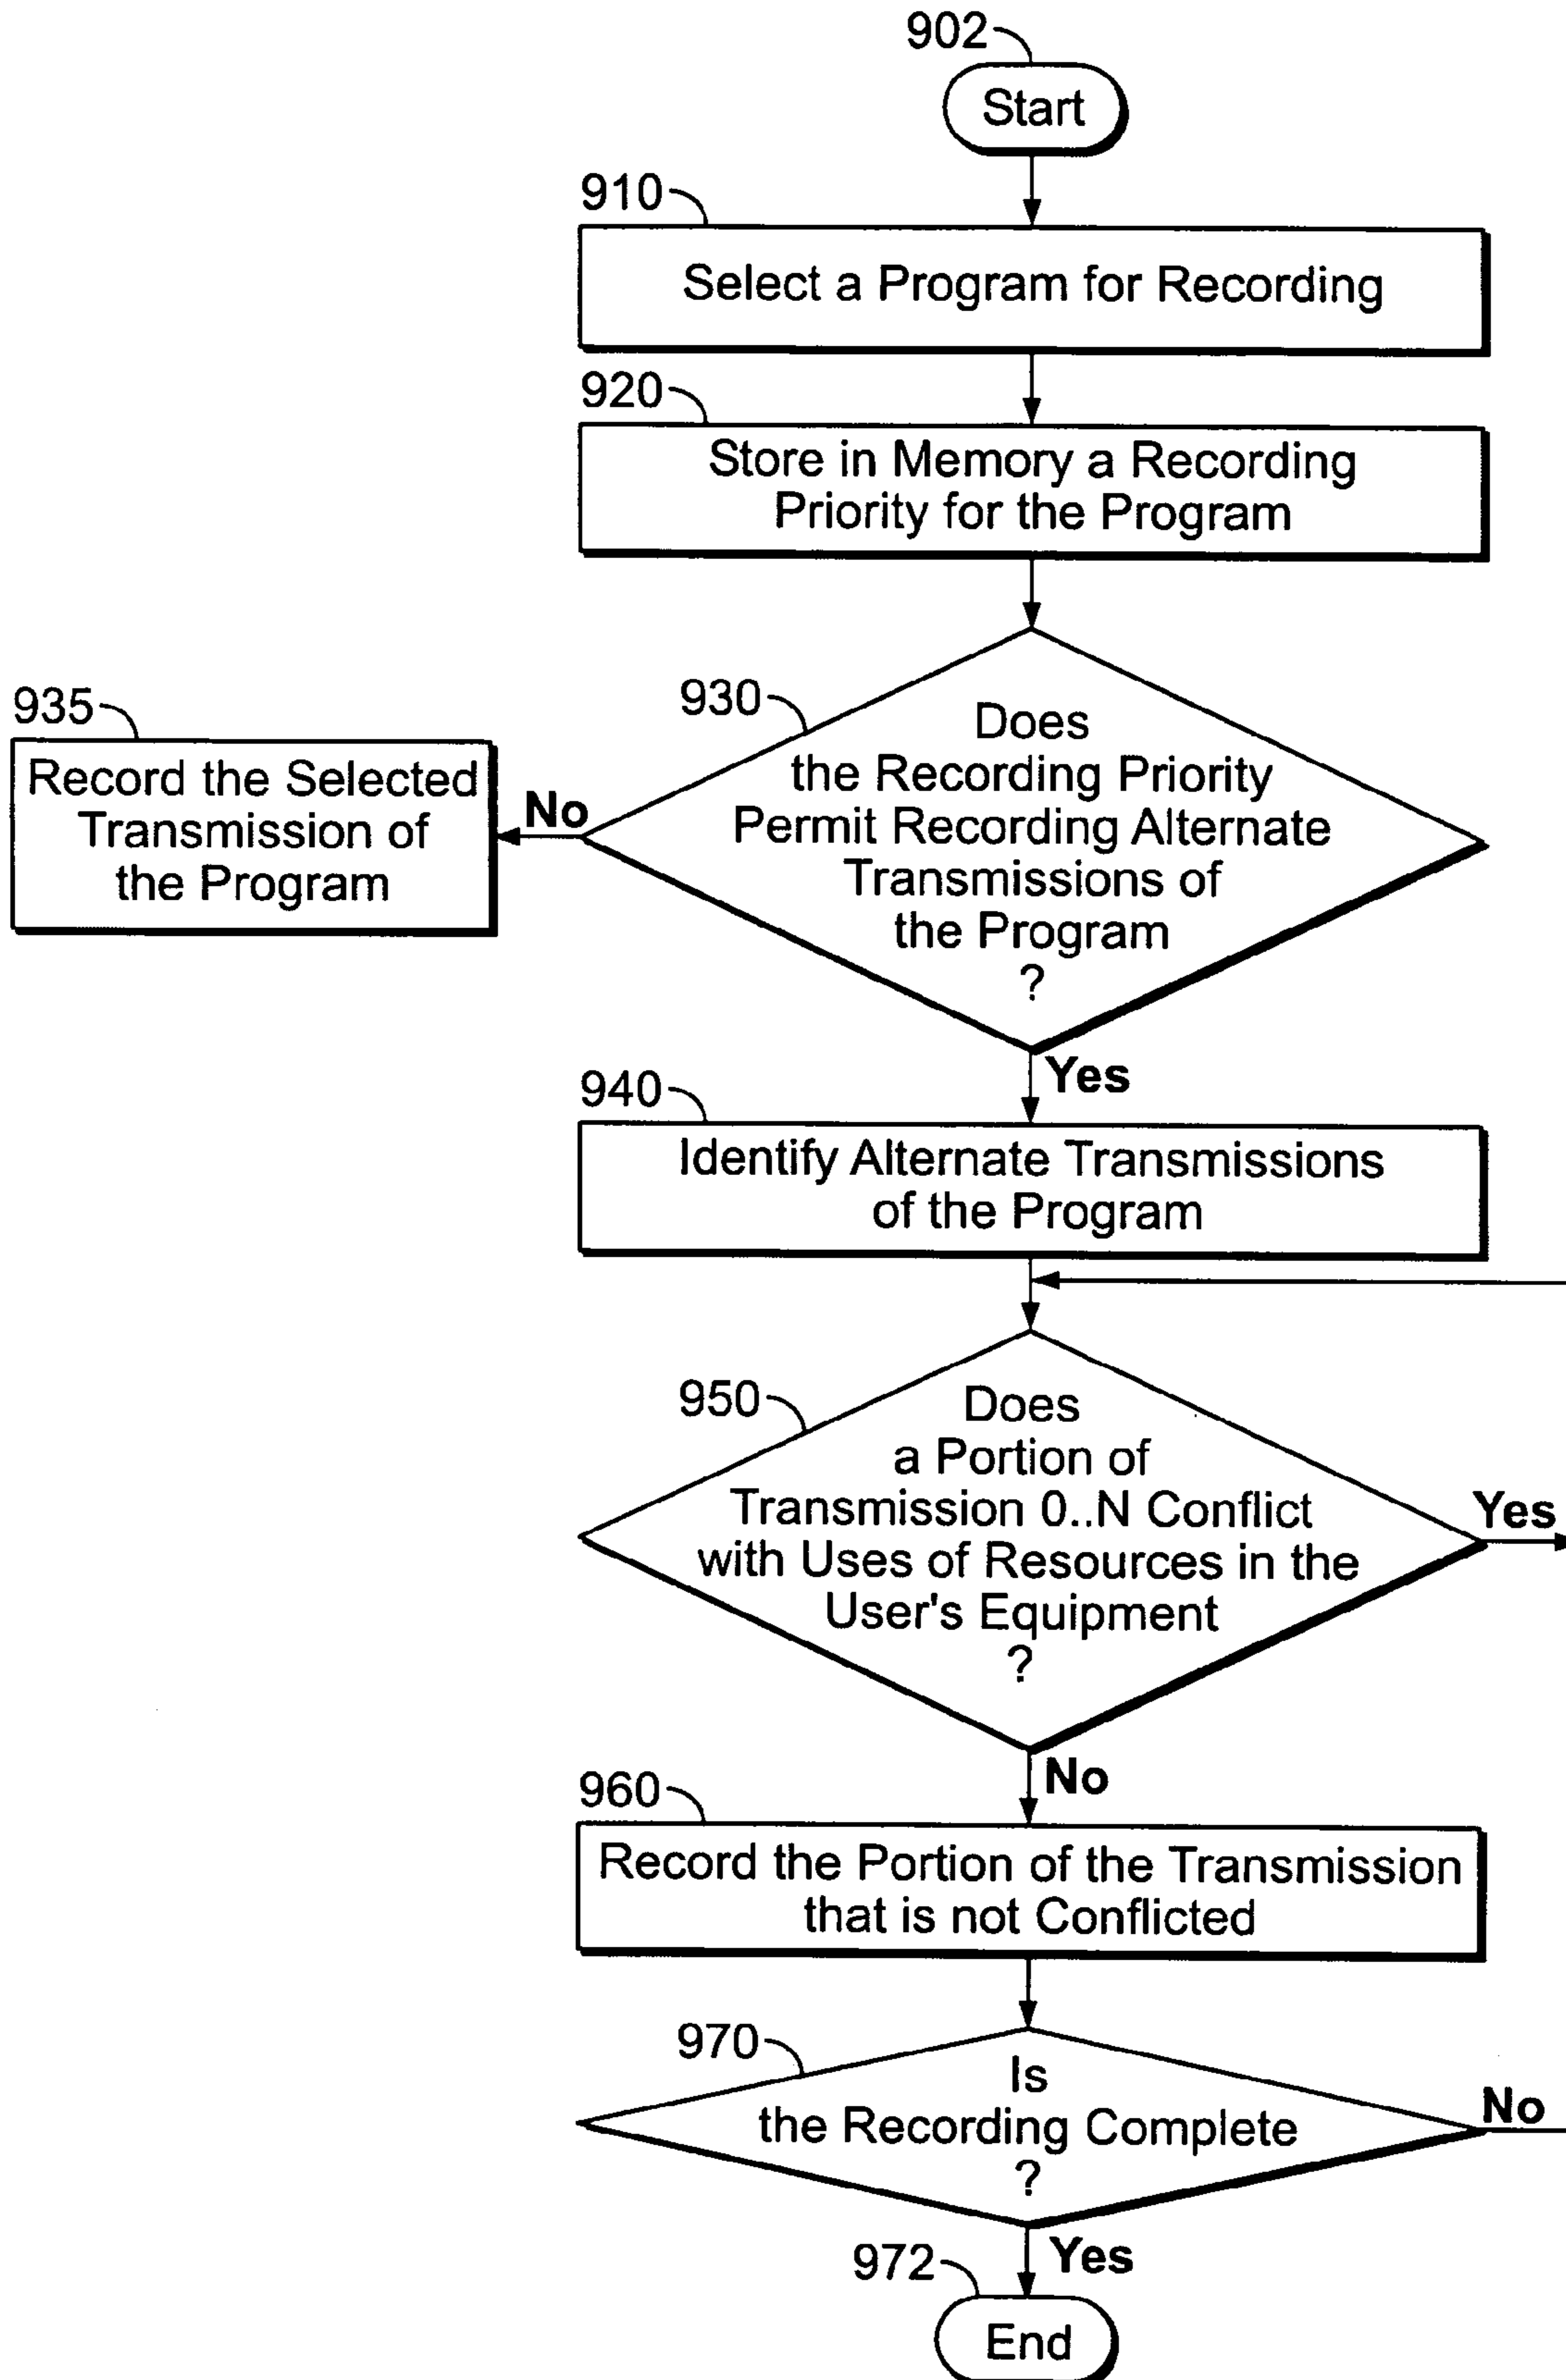 902
Start
910
Select a Program for Recording
920
Store in Memory a Recording
Priority for the Program
930
Does
the Recording Priority
Permit Recording Alternate
Transmissions of
the Program
?
935
Record the Selected
Transmission of
the Program
No
Yes
940
Identify Alternate Transmissions
of the Program
950
Does
a Portion of
Transmission 0..N Conflict
with Uses of Resources in the
User's Equipment
?
Yes
No
960
Record the Portion of the Transmission
that is not Conflicted
970
Is
the Recording Complete
?
No
Yes
972
End